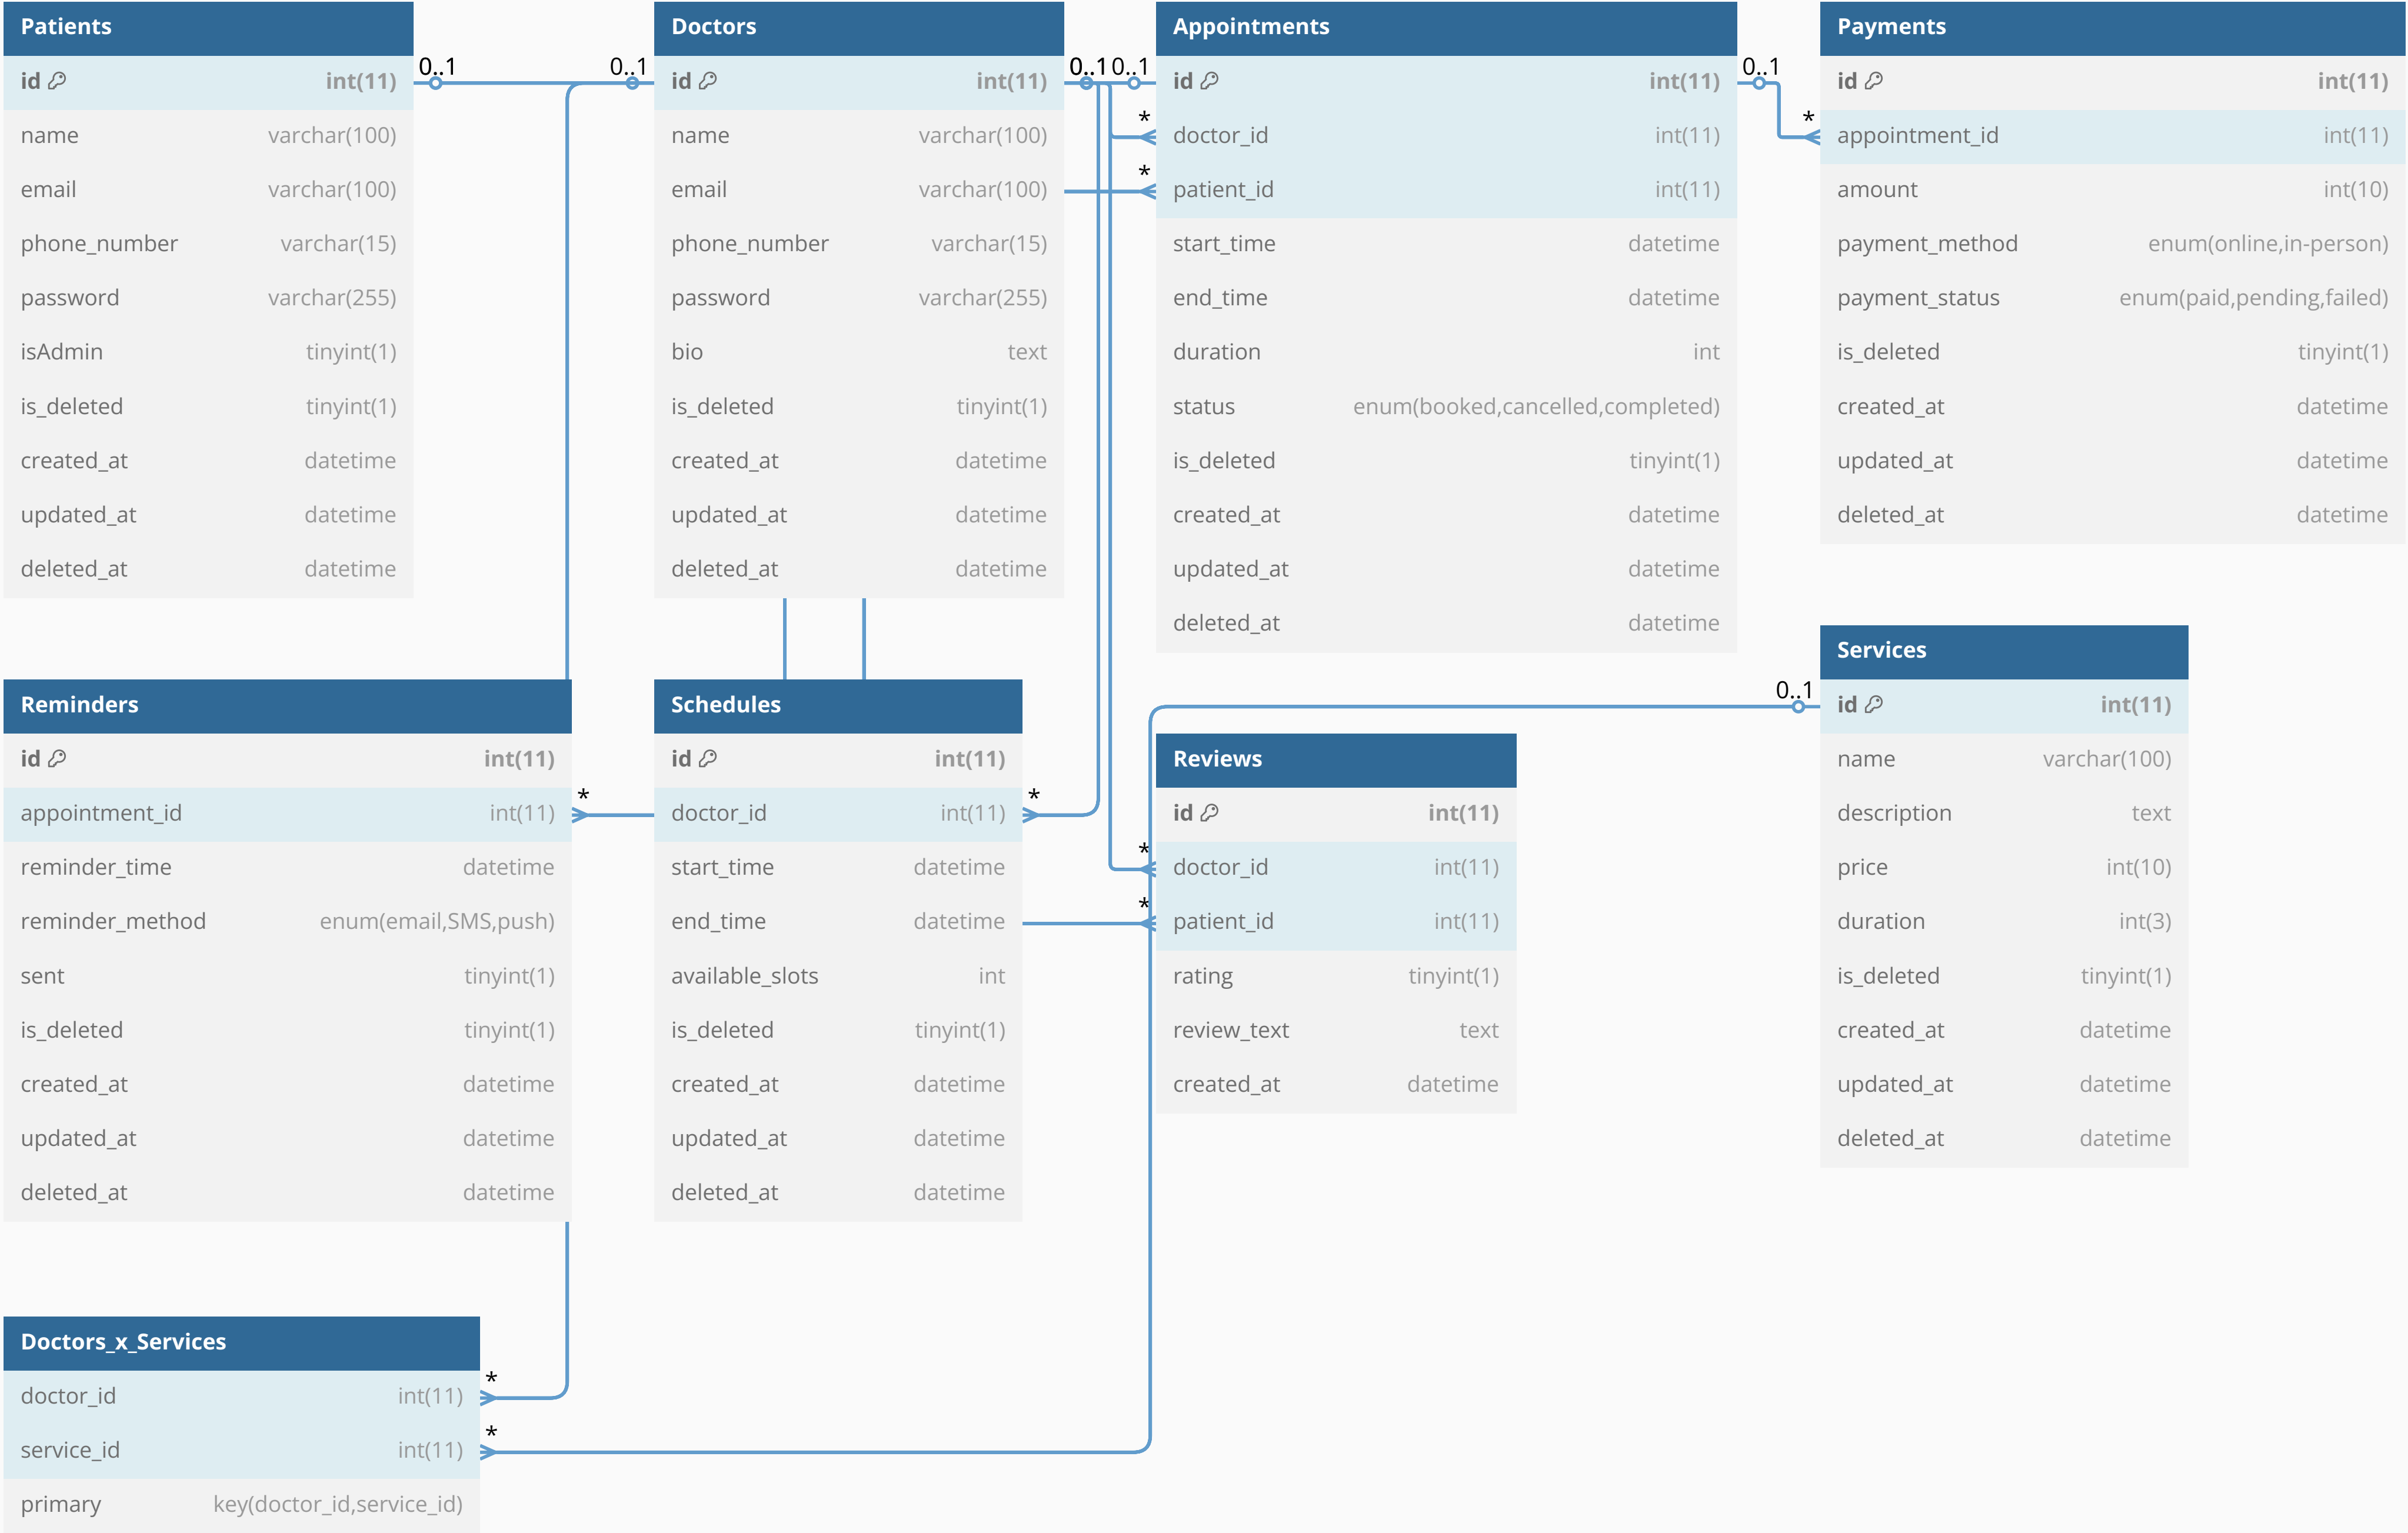 Patients
id int(11)
name varchar(100)
email varchar(100)
phone_number varchar(15)
password varchar(255)
isAdmin tinyint(1)
is_deleted tinyint(1)
created_at datetime
updated_at datetime
deleted_at datetime
0..1
0..1
Doctors
id int(11)
name varchar(100)
email varchar(100)
phone_number varchar(15)
password varchar(255)
bio text
is_deleted tinyint(1)
created_at datetime
updated_at datetime
deleted_at datetime
0..1 0..1
*
*
Appointments
id int(11)
doctor_id int(11)
patient_id int(11)
start_time datetime
end_time datetime
duration int
status enum(booked,cancelled,completed)
is_deleted tinyint(1)
created_at datetime
updated_at datetime
deleted_at datetime
0..1
*
Payments
id int(11)
appointment_id int(11)
amount int(10)
payment_method enum(online,in-person)
payment_status enum(paid,pending,failed)
is_deleted tinyint(1)
created_at datetime
updated_at datetime
deleted_at datetime
Reminders
id int(11)
appointment_id int(11)
reminder_time datetime
reminder_method enum(email,SMS,push)
sent tinyint(1)
is_deleted tinyint(1)
created_at datetime
updated_at datetime
deleted_at datetime
*
Schedules
id int(11)
doctor_id int(11)
start_time datetime
end_time datetime
available_slots int
is_deleted tinyint(1)
created_at datetime
updated_at datetime
deleted_at datetime
*
*
*
Reviews
id int(11)
doctor_id int(11)
patient_id int(11)
rating tinyint(1)
review_text text
created_at datetime
0..1
Services
id int(11)
name varchar(100)
description text
price int(10)
duration int(3)
is_deleted tinyint(1)
created_at datetime
updated_at datetime
deleted_at datetime
Doctors_x_Services
doctor_id int(11)
service_id int(11)
primary key(doctor_id,service_id)
*
*